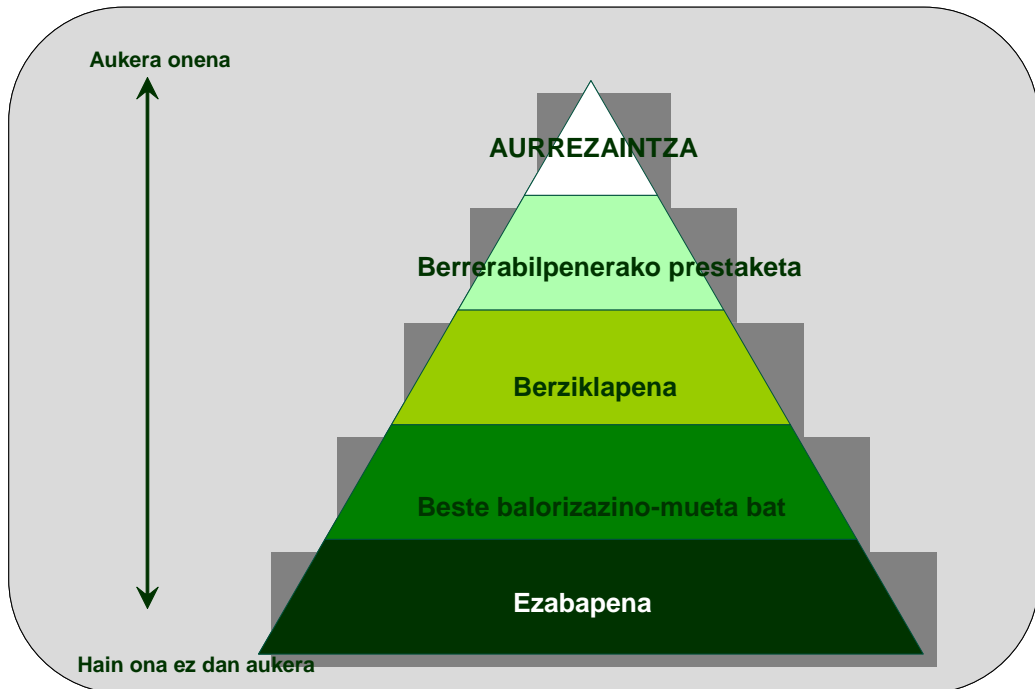 Aukera onena
AURREZAINTZA
Berrerabilpenerako prestaketa
Berziklapena
Beste balorizazino-mueta bat
Ezabapena
Hain ona ez dan aukera